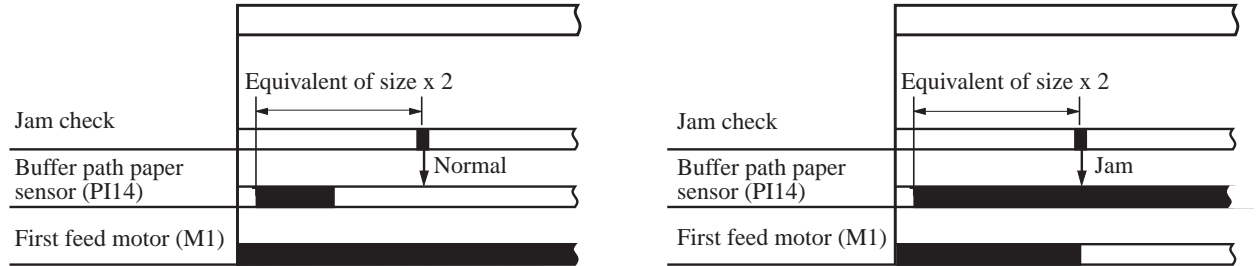 Equivalent of size x 2
Jam check
Normal
Buffer path paper
sensor (PI14)
First feed motor (M1)
Equivalent of size x 2
Jam check
Jam
Buffer path paper
sensor (PI14)
First feed motor (M1)